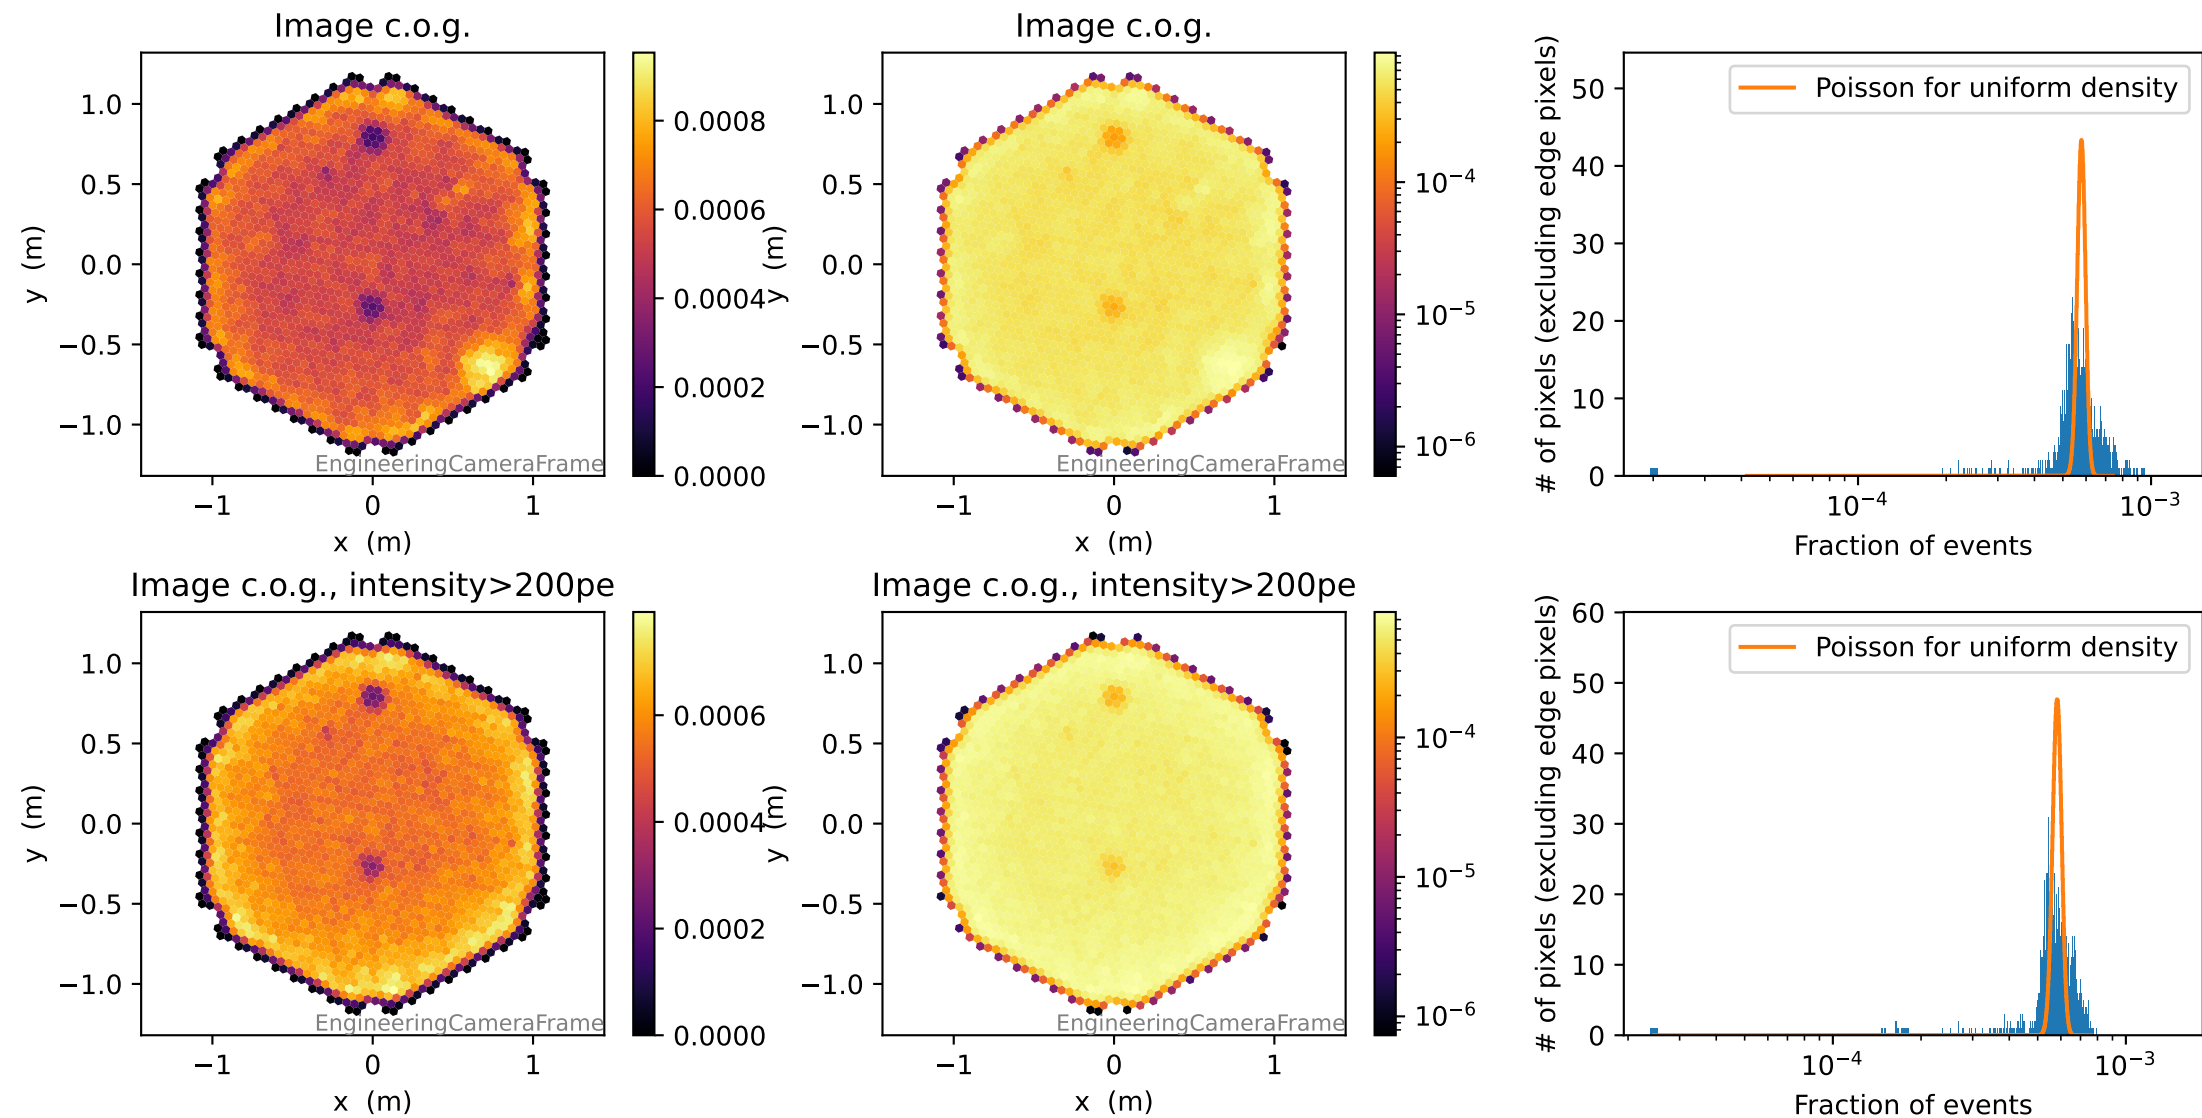 Image c.o.g.
1.0
0.5
0.0
−0.5
−1.0
y (m)
−1
0
1
x (m)
EngineeringCameraFrame
0.0008
0.0006
0.0004
0.0002
0.0000
Image c.o.g.
1.0
0.5
0.0
−0.5
−1.0
y (m)
−1
0
1
x (m)
EngineeringCameraFrame
10⁻⁴
10⁻⁵
10⁻⁶
Poisson for uniform density
50
40
30
20
10
0
# of pixels (excluding edge pixels)
10⁻⁴
10⁻³
Fraction of events
Image c.o.g., intensity>200pe
1.0
0.5
0.0
−0.5
−1.0
y (m)
−1
0
1
x (m)
EngineeringCameraFrame
0.0006
0.0004
0.0002
0.0000
Image c.o.g., intensity>200pe
1.0
0.5
0.0
−0.5
−1.0
y (m)
−1
0
1
x (m)
EngineeringCameraFrame
10⁻⁴
10⁻⁵
10⁻⁶
Poisson for uniform density
60
50
40
30
20
10
0
# of pixels (excluding edge pixels)
10⁻⁴
10⁻³
Fraction of events